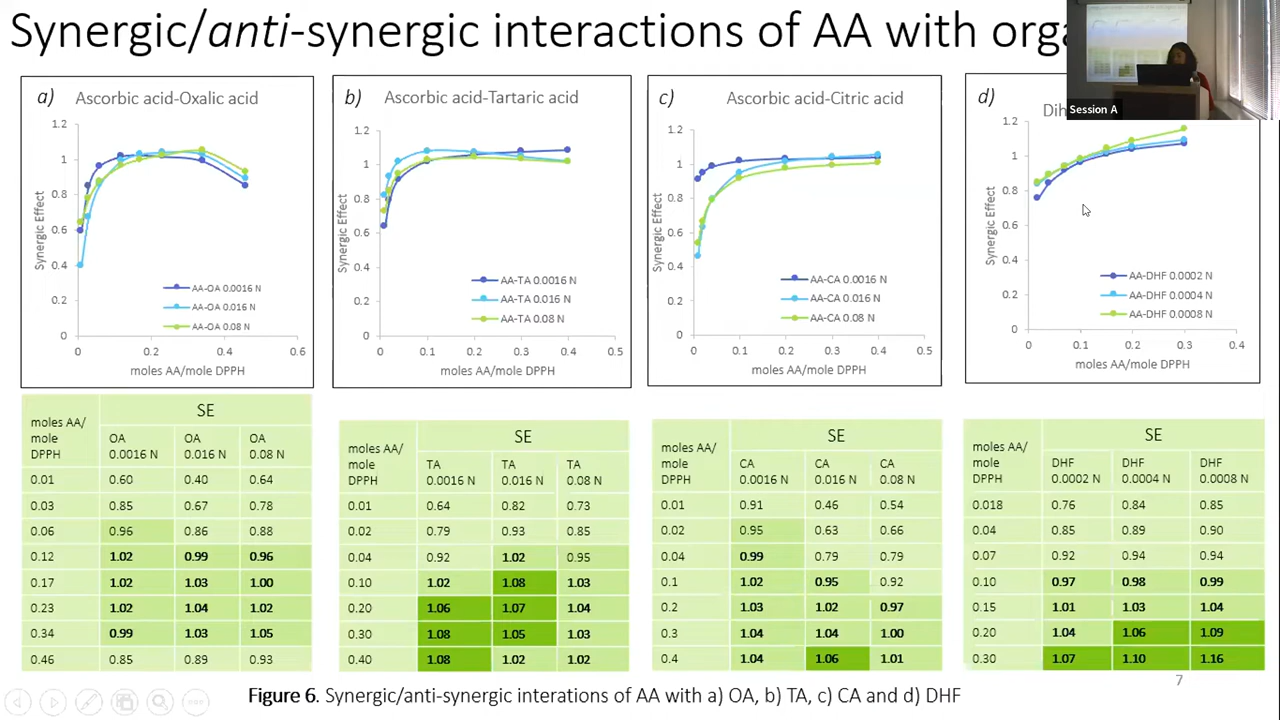 Synergic/anti-synergic interactions of AA with orga
Session A
a) Ascorbic acid-Oxalic acid
1.2
1
0.8
0.6
0.4
0.2
0
Synergic Effect
AA-OA 0.0016 N
AA-OA 0.016 N
AA-OA 0.08 N
0 0.2 0.4 0.6
moles AA/mole DPPH
b) Ascorbic acid-Tartaric acid
1.2
1
0.8
0.6
0.4
0.2
0
Synergic Effect
AA-TA 0.0016 N
AA-TA 0.016 N
AA-TA 0.08 N
0 0.1 0.2 0.3 0.4 0.5
moles AA/mole DPPH
c) Ascorbic acid-Citric acid
1.2
1
0.8
0.6
0.4
0.2
0
Synergic Effect
AA-CA 0.0016 N
AA-CA 0.016 N
AA-CA 0.08 N
0 0.1 0.2 0.3 0.4 0.5
moles AA/mole DPPH
d) Dih
1.2
1
0.8
0.6
0.4
0.2
0
Synergic Effect
AA-DHF 0.0002 N
AA-DHF 0.0004 N
AA-DHF 0.0008 N
0 0.1 0.2 0.3 0.4
moles AA/mole DPPH
moles AA/
mole
DPPH
SE
OA
0.0016 N
OA
0.016 N
OA
0.08 N
0.01 0.60 0.40 0.64
0.03 0.85 0.67 0.78
0.06 0.96 0.86 0.88
0.12 1.02 0.99 0.96
0.17 1.02 1.03 1.00
0.23 1.02 1.04 1.02
0.34 0.99 1.03 1.05
0.46 0.85 0.89 0.93
moles AA/
mole
DPPH
SE
TA
0.0016 N
TA
0.016 N
TA
0.08 N
0.01 0.64 0.82 0.73
0.02 0.79 0.93 0.85
0.04 0.92 1.02 0.95
0.10 1.02 1.08 1.03
0.20 1.06 1.07 1.04
0.30 1.08 1.05 1.03
0.40 1.08 1.02 1.02
moles AA/
mole
DPPH
SE
CA
0.0016 N
CA
0.016 N
CA
0.08 N
0.01 0.91 0.46 0.54
0.02 0.95 0.63 0.66
0.04 0.99 0.79 0.79
0.1 1.02 0.95 0.92
0.2 1.03 1.02 0.97
0.3 1.04 1.04 1.00
0.4 1.04 1.06 1.01
moles AA/
mole
DPPH
SE
DHF
0.0002 N
DHF
0.0004 N
DHF
0.0008 N
0.018 0.76 0.84 0.85
0.04 0.85 0.89 0.90
0.07 0.92 0.94 0.94
0.10 0.97 0.98 0.99
0.15 1.01 1.03 1.04
0.20 1.04 1.06 1.09
0.30 1.07 1.10 1.16
7
Figure 6. Synergic/anti-synergic interations of AA with a) OA, b) TA, c) CA and d) DHF